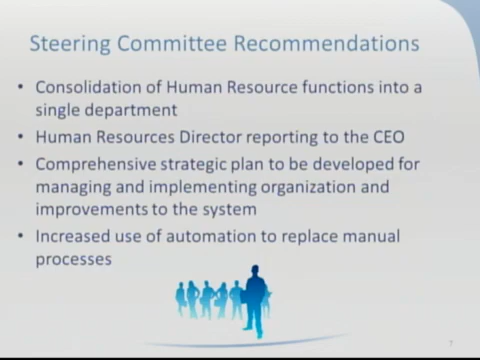 Steering Committee Recommendations
• Consolidation of Human Resource functions into a
single department
• Human Resources Director reporting to the CEO
• Comprehensive strategic plan to be developed for
managing and implementing organization and
improvements to the system
• Increased use of automation to replace manual
processes
7